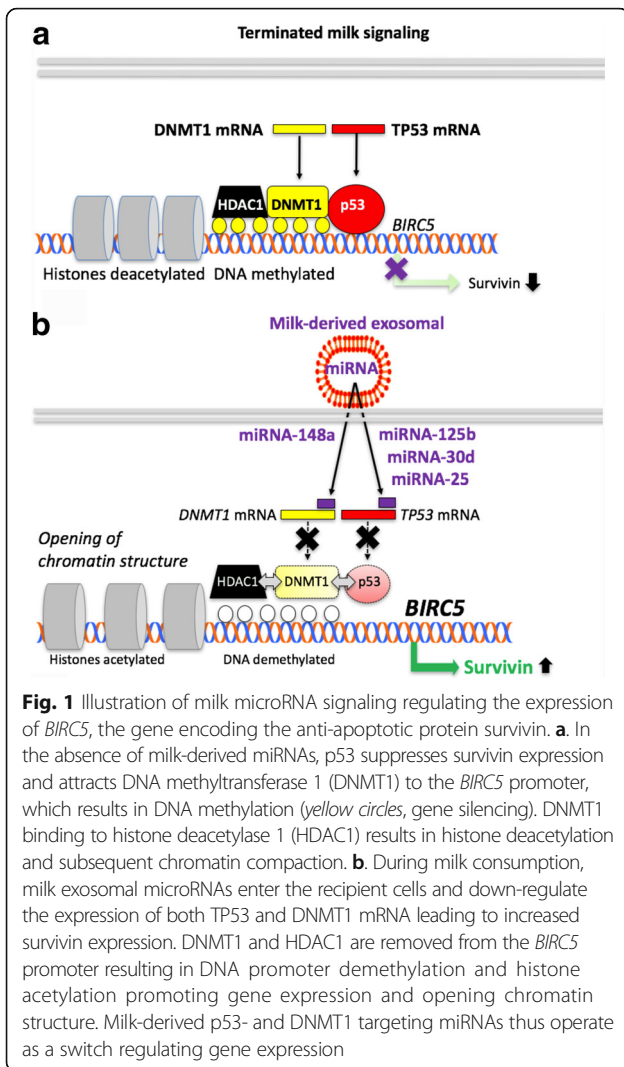 a
Terminated milk signaling
DNMT1 mRNA
TP53 mRNA
HDAC1
DNMT1
p53
BIRC5
Histones deacetylated
DNA methylated
Survivin
b
Milk-derived exosomal
miRNA
miRNA-148a
miRNA-125b
miRNA-30d
miRNA-25
DNMT1 mRNA
TP53 mRNA
Opening of
chromatin structure
HDAC1
DNMT1
p53
BIRC5
Histones acetylated
DNA demethylated
Survivin
Fig. 1 Illustration of milk microRNA signaling regulating the expression
of BIRC5, the gene encoding the anti-apoptotic protein survivin. a. In
the absence of milk-derived miRNAs, p53 suppresses survivin expression
and attracts DNA methyltransferase 1 (DNMT1) to the BIRC5 promoter,
which results in DNA methylation (yellow circles, gene silencing). DNMT1
binding to histone deacetylase 1 (HDAC1) results in histone deacetylation
and subsequent chromatin compaction. b. During milk consumption,
milk exosomal microRNAs enter the recipient cells and down-regulate
the expression of both TP53 and DNMT1 mRNA leading to increased
survivin expression. DNMT1 and HDAC1 are removed from the BIRC5
promoter resulting in DNA promoter demethylation and histone
acetylation promoting gene expression and opening chromatin
structure. Milk-derived p53- and DNMT1 targeting miRNAs thus operate
as a switch regulating gene expression